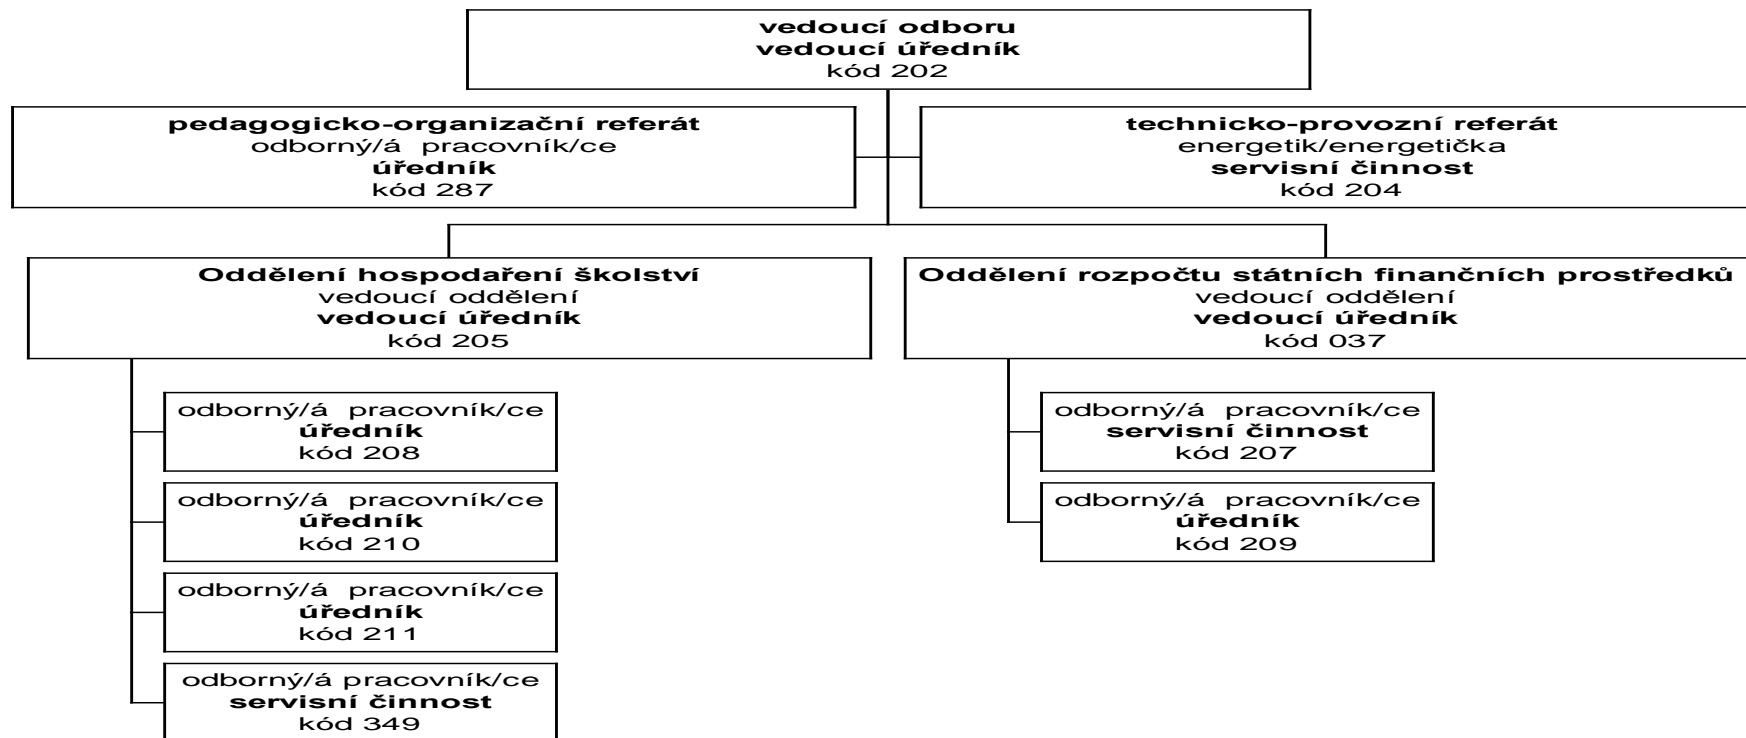 vedoucí odboru
vedoucí úředník
kód 202
pedagogicko-organizační referát
odborný/á pracovník/ce
úředník
kód 287
technicko-provozní referát
energetik/energetička
servisní činnost
kód 204
Oddělení hospodaření školství
vedoucí oddělení
vedoucí úředník
kód 205
Oddělení rozpočtu státních finančních prostředků
vedoucí oddělení
vedoucí úředník
kód 037
odborný/á pracovník/ce
úředník
kód 208
odborný/á pracovník/ce
úředník
kód 210
odborný/á pracovník/ce
úředník
kód 211
odborný/á pracovník/ce
servisní činnost
kód 349
odborný/á pracovník/ce
servisní činnost
kód 207
odborný/á pracovník/ce
úředník
kód 209